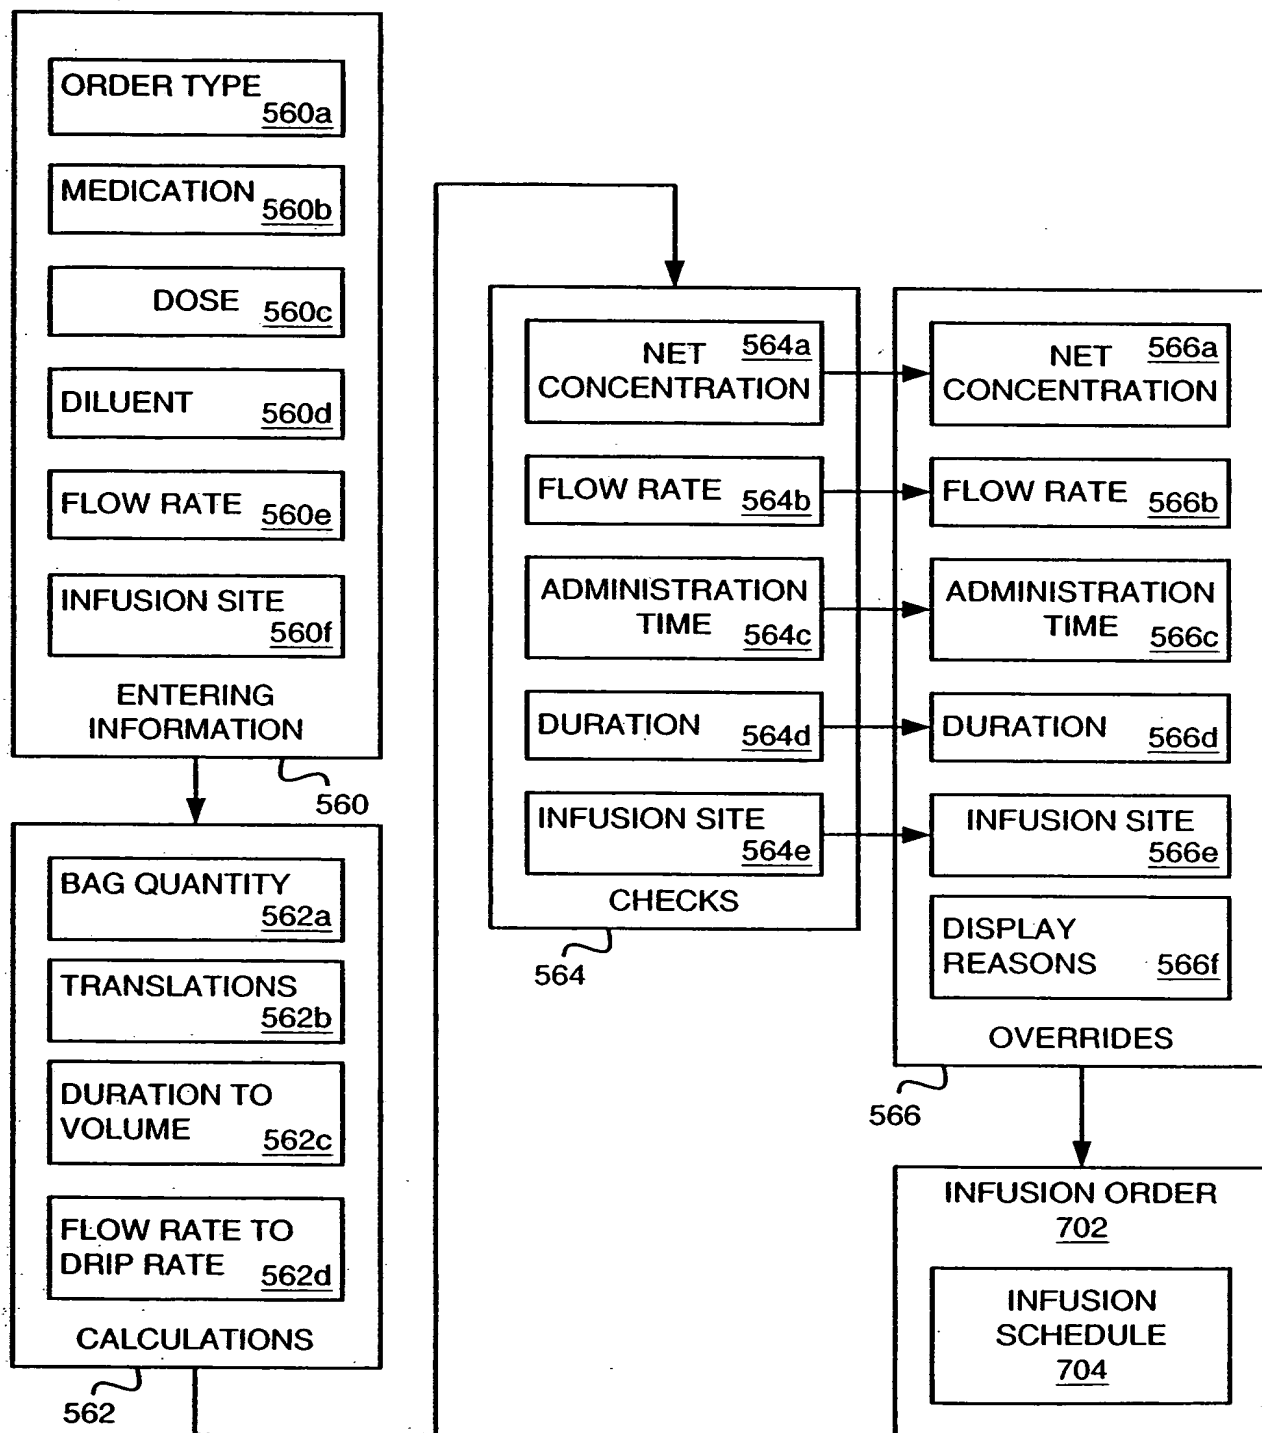 ORDER TYPE
560a
MEDICATION
560b
DOSE
560c
DILUENT
560d
FLOW RATE
560e
INFUSION SITE
560f
ENTERING
INFORMATION
560
BAG QUANTITY
562a
TRANSLATIONS
562b
DURATION TO
VOLUME
562c
FLOW RATE TO
DRIP RATE
562d
CALCULATIONS
562
NET
564a
CONCENTRATION
FLOW RATE
564b
ADMINISTRATION
TIME
564c
DURATION
564d
INFUSION SITE
564e
CHECKS
564
NET
566a
CONCENTRATION
FLOW RATE
566b
ADMINISTRATION
TIME
566c
DURATION
566d
INFUSION SITE
566e
DISPLAY
REASONS
566f
OVERRIDES
566
INFUSION ORDER
702
INFUSION
SCHEDULE
704